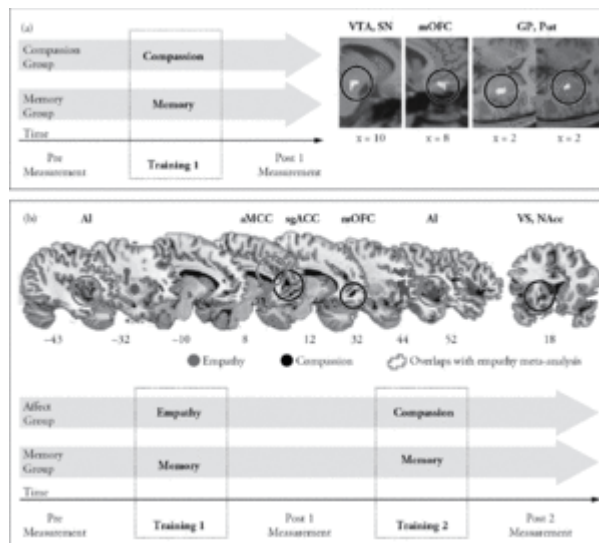 (a)
VTA, SN mOFC GP, Put
Compassion Group Compassion
Memory Group Memory
x = 10 x = 8 x = 2 x = 2
Time
Pre Measurement Training 1 Post 1 Measurement
(b) AI aMCC sgACC mOFC AI VS, NAcc
-43 -32 -10 8 12 32 44 52 18
Empathy Compassion Overlaps with empathy meta-analysis
Affect Group Empathy Compassion
Memory Group Memory Memory
Time
Pre Measurement Training 1 Post 1 Measurement Training 2 Post 2 Measurement